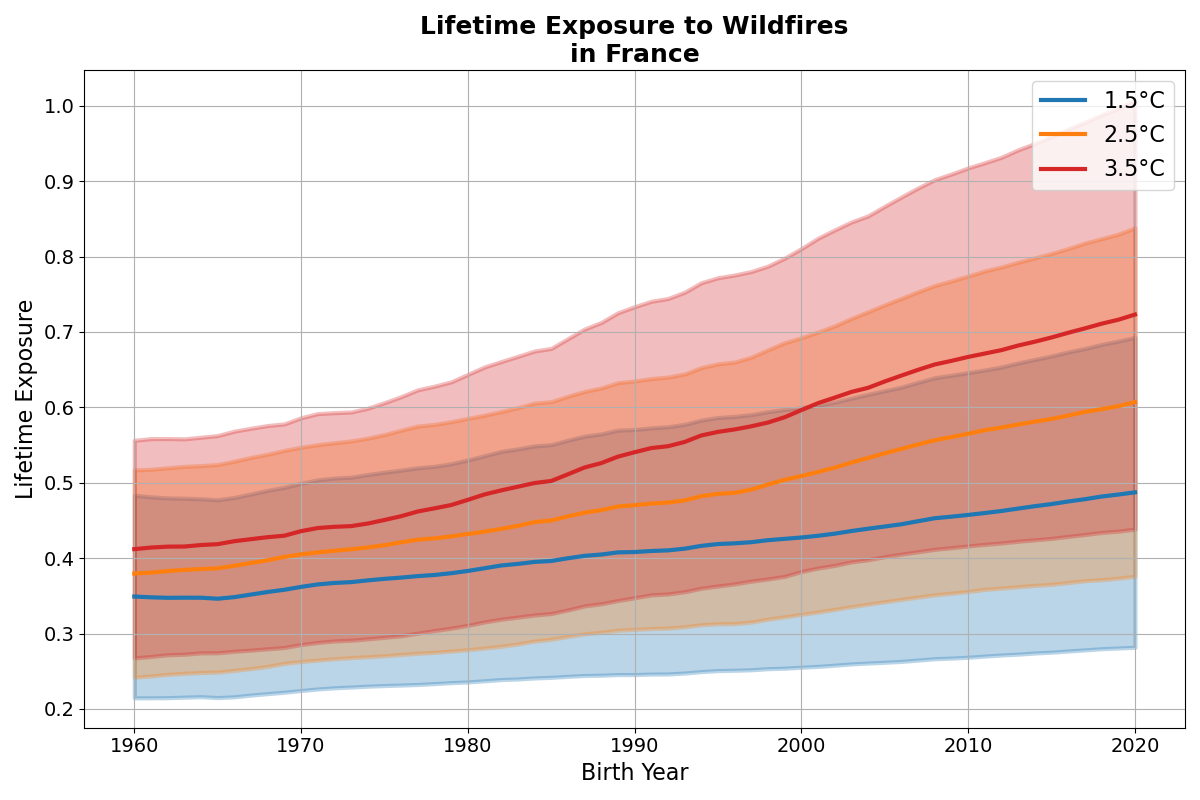 Lifetime Exposure to Wildfires
in France
1.5°C
2.5°C
3.5°C
Lifetime Exposure
1.0
0.9
0.8
0.7
0.6
0.5
0.4
0.3
0.2
1960 1970 1980 1990 2000 2010 2020
Birth Year